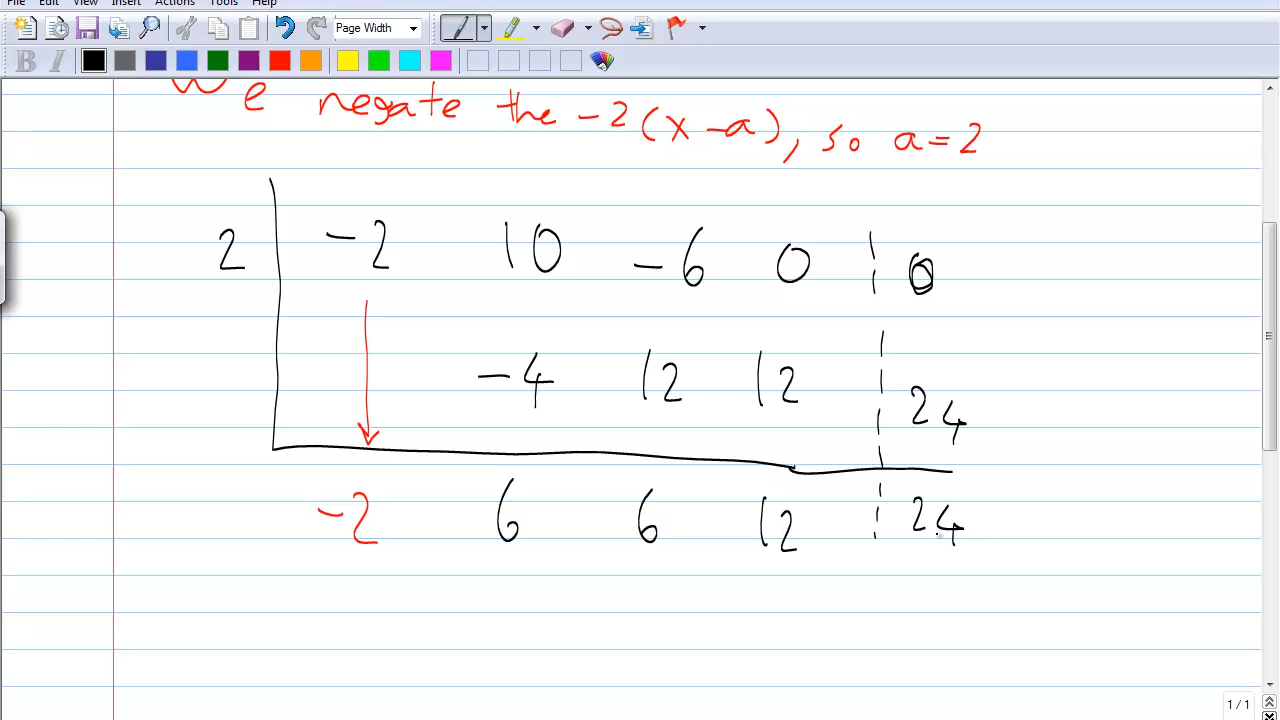 File Edit View Insert Actions Tools Help
Page Width
B I
We negate the -2 (x-a), so a=2
2 -2 10 -6 0 0
-4 12 12 24
-2 6 6 12 24
1/1